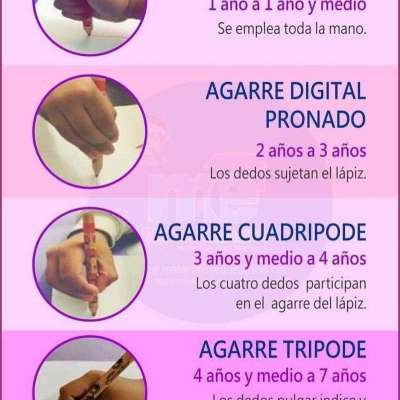 1 año a 1 año y medio
Se emplea toda la mano.
AGARRE DIGITAL
PRONADO
2 años a 3 años
Los dedos sujetan el lápiz.
AGARRE CUADRIPODE
3 años y medio a 4 años
Los cuatro dedos participan
en el agarre del lápiz.
AGARRE TRIPODE
4 años y medio a 7 años
Los dedos pulgar indice y